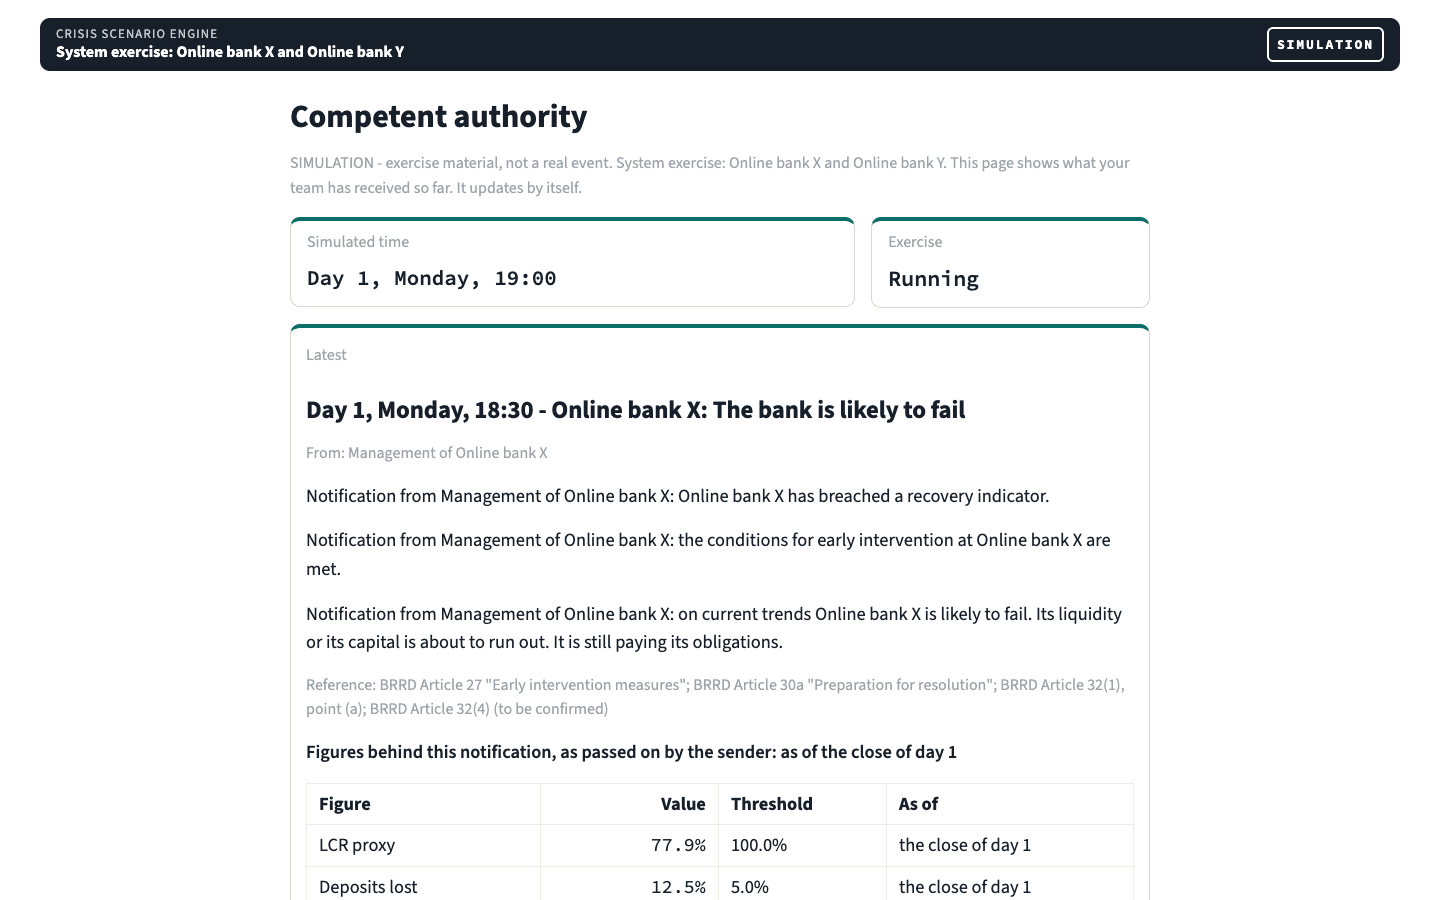 CRISIS SCENARIO ENGINE
System exercise: Online bank X and Online bank Y
SIMULATION
Competent authority
SIMULATION - exercise material, not a real event. System exercise: Online bank X and Online bank Y. This page shows what your
team has received so far. It updates by itself.
Simulated time
Day 1, Monday, 19:00
Exercise
Running
Latest
Day 1, Monday, 18:30 - Online bank X: The bank is likely to fail
From: Management of Online bank X
Notification from Management of Online bank X: Online bank X has breached a recovery indicator.
Notification from Management of Online bank X: the conditions for early intervention at Online bank X are
met.
Notification from Management of Online bank X: on current trends Online bank X is likely to fail. Its liquidity
or its capital is about to run out. It is still paying its obligations.
Reference: BRRD Article 27 "Early intervention measures"; BRRD Article 30a "Preparation for resolution"; BRRD Article 32(1),
point (a); BRRD Article 32(4) (to be confirmed)
Figures behind this notification, as passed on by the sender: as of the close of day 1
Figure Value Threshold As of
LCR proxy 77.9% 100.0% the close of day 1
Deposits lost 12.5% 5.0% the close of day 1